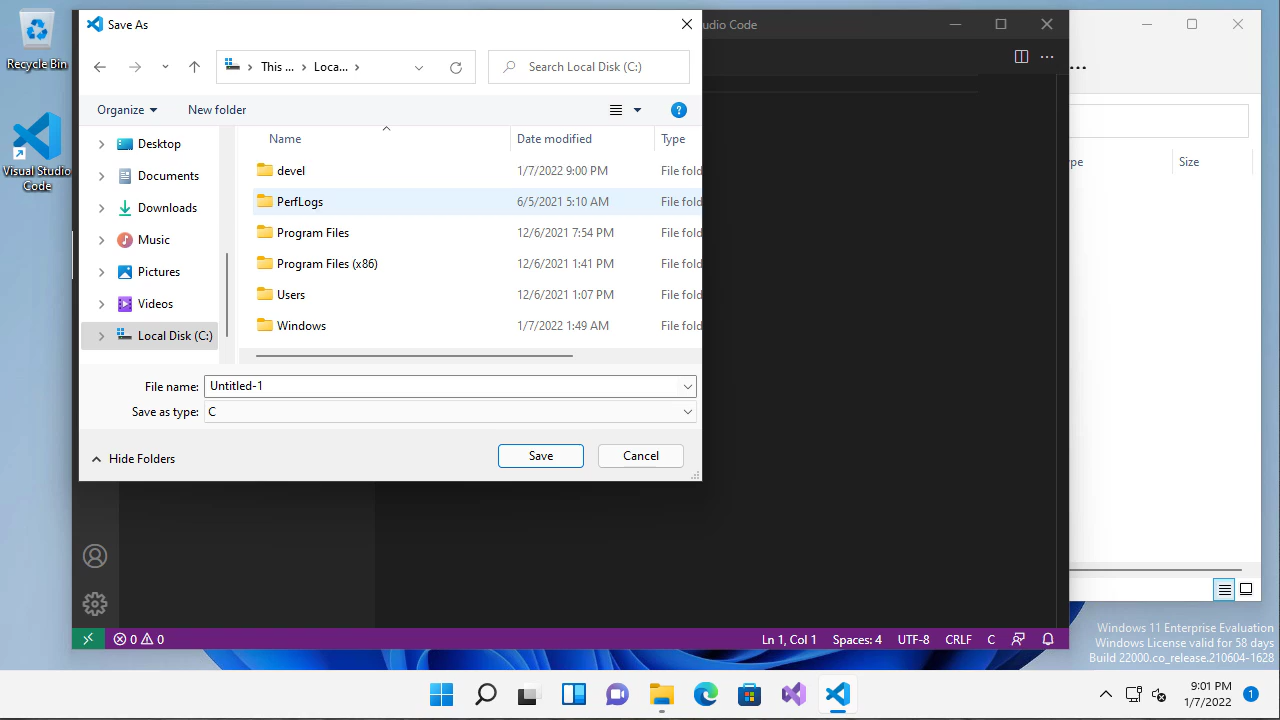 Recycle Bin
Visual Studio Code
Save As
udio Code
This ...
Loca...
Search Local Disk (C:)
Organize
New folder
Desktop
Documents
Downloads
Music
Pictures
Videos
Local Disk (C:)
Name
Date modified
Type
devel
1/7/2022 9:00 PM
File fold
PerfLogs
6/5/2021 5:10 AM
File fold
Program Files
12/6/2021 7:54 PM
File fold
Program Files (x86)
12/6/2021 1:41 PM
File fold
Users
12/6/2021 1:07 PM
File fold
Windows
1/7/2022 1:49 AM
File fold
File name:
Untitled-1
Save as type:
C
Hide Folders
Save
Cancel
ype
Size
0
0
Ln 1, Col 1
Spaces: 4
UTF-8
CRLF
C
Windows 11 Enterprise Evaluation
Windows License valid for 58 days
Build 22000.co_release.210604-1628
9:01 PM
1/7/2022
1